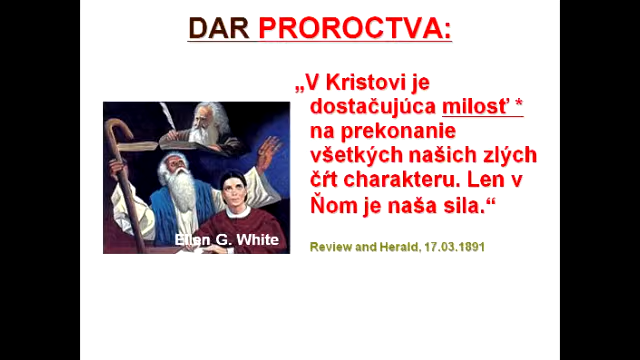 DAR PROROCTVA:
„V Kristovi je
dostačujúca milosť *
na prekonanie
všetkých našich zlých
čŕt charakteru. Len v
Ňom je naša sila.“
Ellen G. White
Review and Herald, 17.03.1891